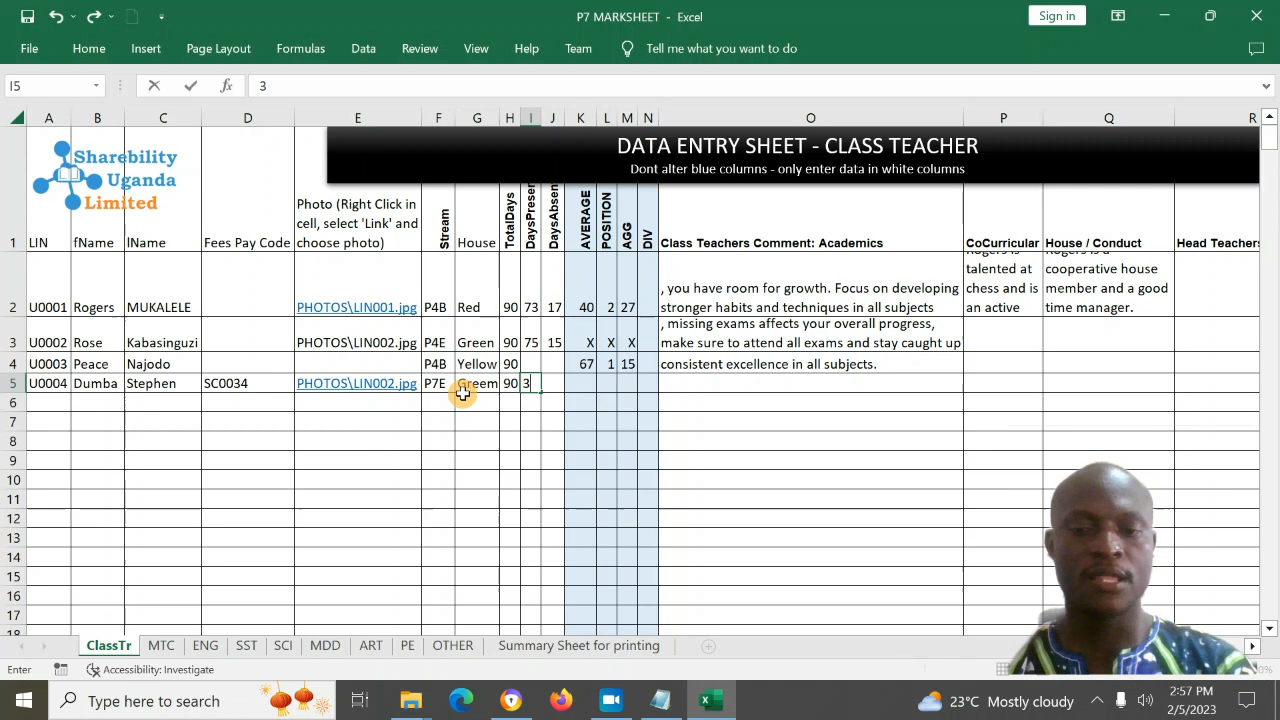 P7 MARKSHEET - Excel
Sign in
File Home Insert Page Layout Formulas Data Review View Help Team Tell me what you want to do
I5 fx 3
A B C D E F G H I J K L M N O P Q R
Sharebility
Uganda
Limited
DATA ENTRY SHEET - CLASS TEACHER
Dont alter blue columns - only enter data in white columns
1 LIN fName lName Fees Pay Code
Photo (Right Click in
cell, select 'Link' and
choose photo)
Stream
House
TotalDays
DaysPresen
DaysAbsen
AVERAGE
POSITION
AGG
DIV
Class Teachers Comment: Academics
CoCurricular
House / Conduct
Head Teachers
2 U0001 Rogers MUKALELE PHOTOS\LIN001.jpg P4B Red 90 73 17 40 2 27
, you have room for growth. Focus on developing
stronger habits and techniques in all subjects
Rogers is
talented at
chess and is
an active
Rogers is a
cooperative house
member and a good
time manager.
3 U0002 Rose Kabasinguzi PHOTOS\LIN002.jpg P4E Green 90 75 15 X X X
, missing exams affects your overall progress,
make sure to attend all exams and stay caught up
4 U0003 Peace Najodo P4B Yellow 90 67 1 15 consistent excellence in all subjects.
5 U0004 Dumba Stephen SC0034 PHOTOS\LIN002.jpg P7E Greem 90 3
6
7
8
9
10
11
12
13
14
15
16
17
18
ClassTr MTC ENG SST SCI MDD ART PE OTHER Summary Sheet for printing
Enter Accessibility: Investigate
Type here to search
23°C Mostly cloudy
2:57 PM
2/5/2023